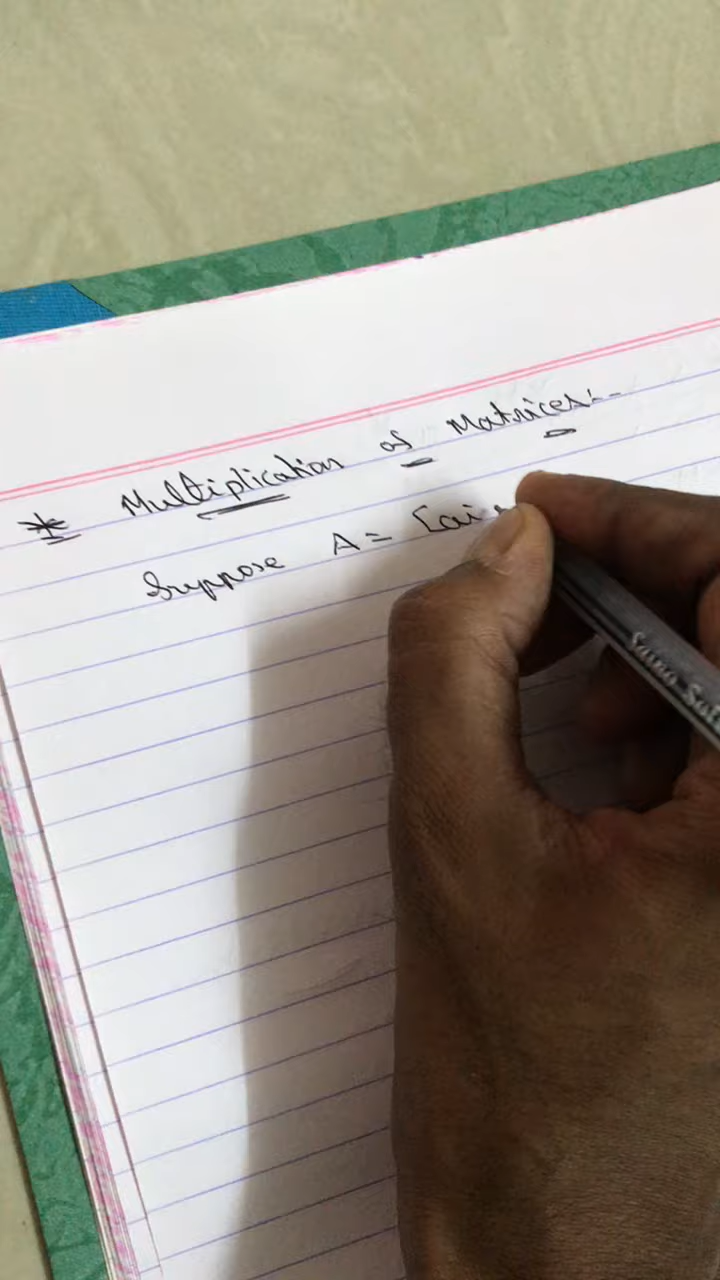 * Multiplication of Matrices:-
Suppose A = [ai